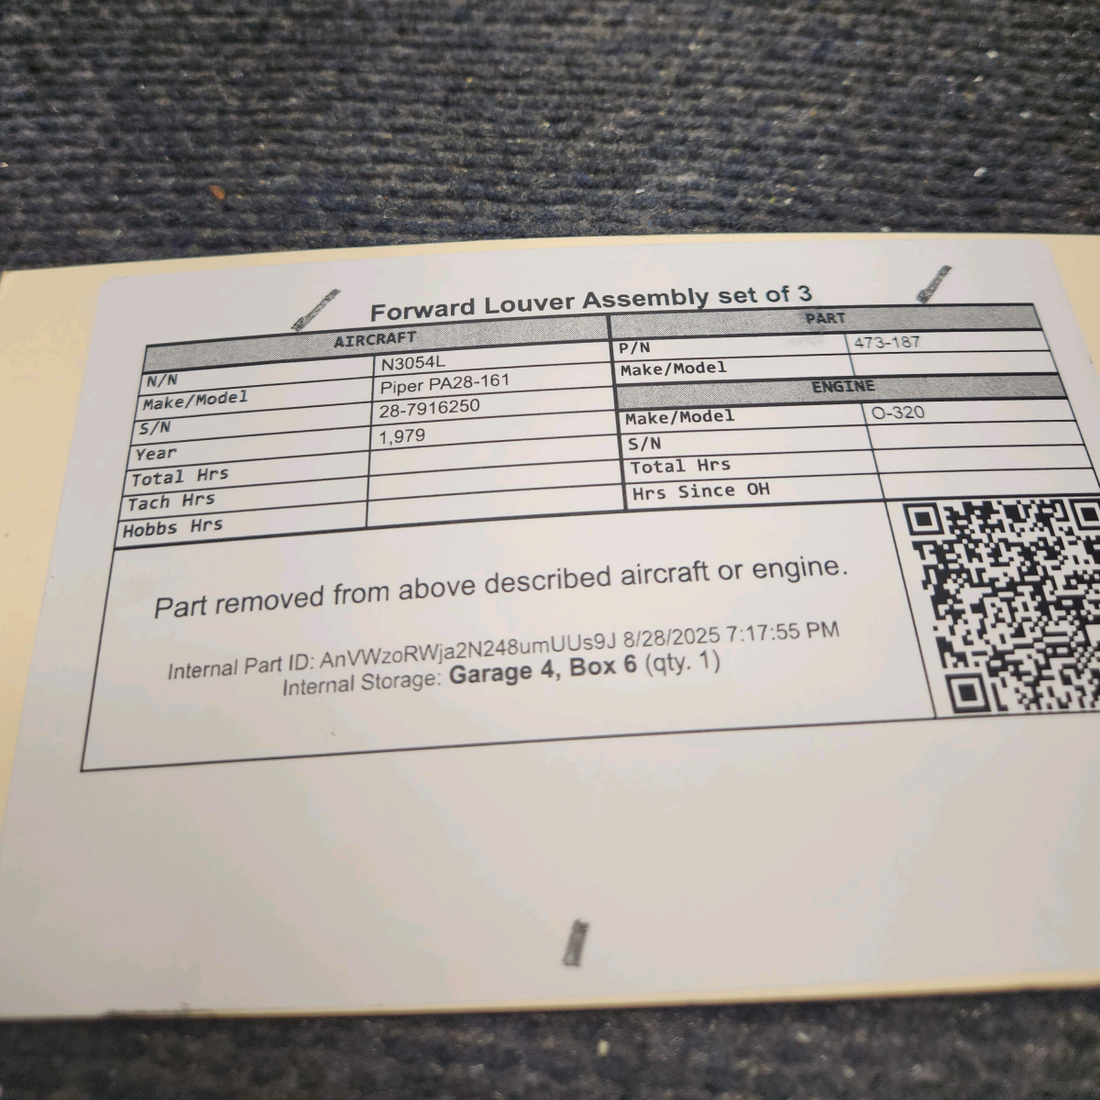 Forward Louver Assembly set of 3
AIRCRAFT
N/N N3054L
Make/Model Piper PA28-161
S/N 28-7916250
Year 1,979
Total Hrs
Tach Hrs
Hobbs Hrs
PART
P/N 473-187
Make/Model
ENGINE
Make/Model O-320
S/N
Total Hrs
Hrs Since OH
Part removed from above described aircraft or engine.
Internal Part ID: AnVWzoRWja2N248umUUs9J 8/28/2025 7:17:55 PM
Internal Storage: Garage 4, Box 6 (qty. 1)